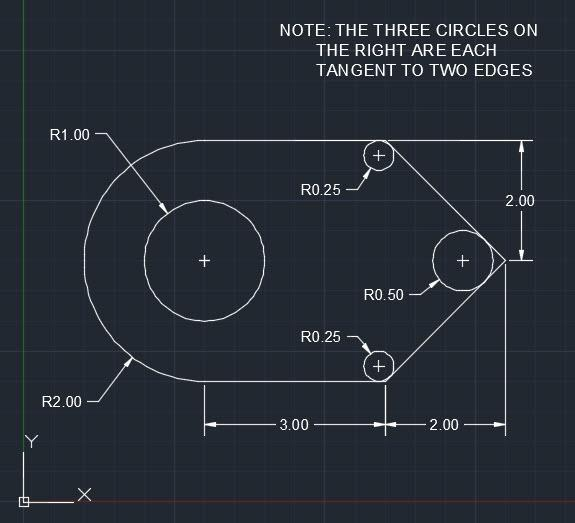 NOTE: THE THREE CIRCLES ON
THE RIGHT ARE EACH
TANGENT TO TWO EDGES
R1.00
R0.25
2.00
R0.50
R0.25
R2.00
3.00
2.00
Y
X